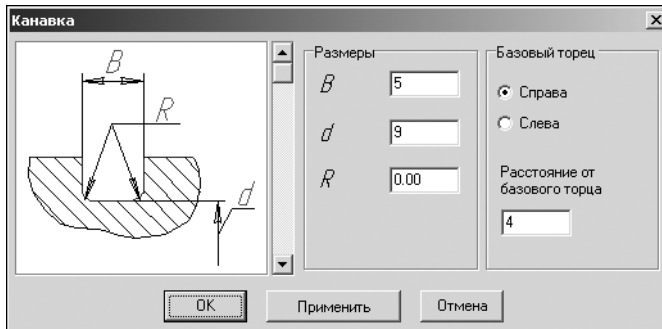 Канавка
B
R
d
Размеры
B 5
d 9
R 0.00
Базовый торец
Справа
Слева
Расстояние от
базового торца
4
OK Применить Отмена